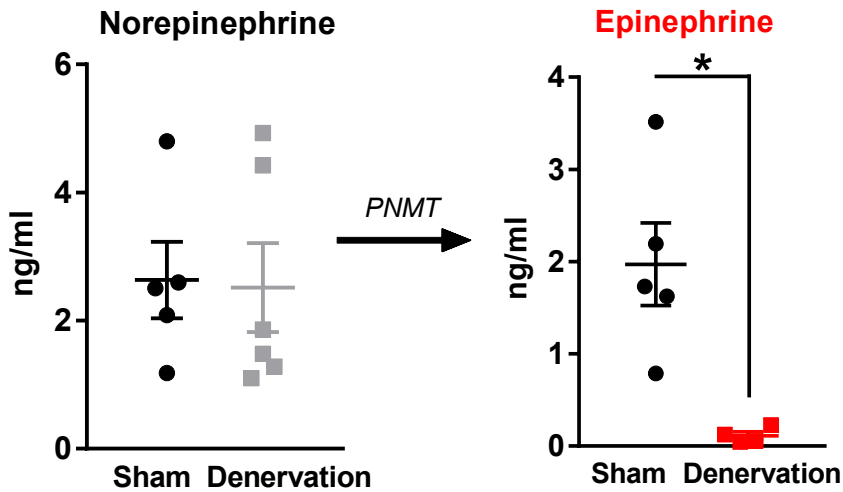 Norepinephrine
ng/ml
6
4
2
0
Sham Denervation
PNMT
Epinephrine
*
ng/ml
4
3
2
1
0
Sham Denervation